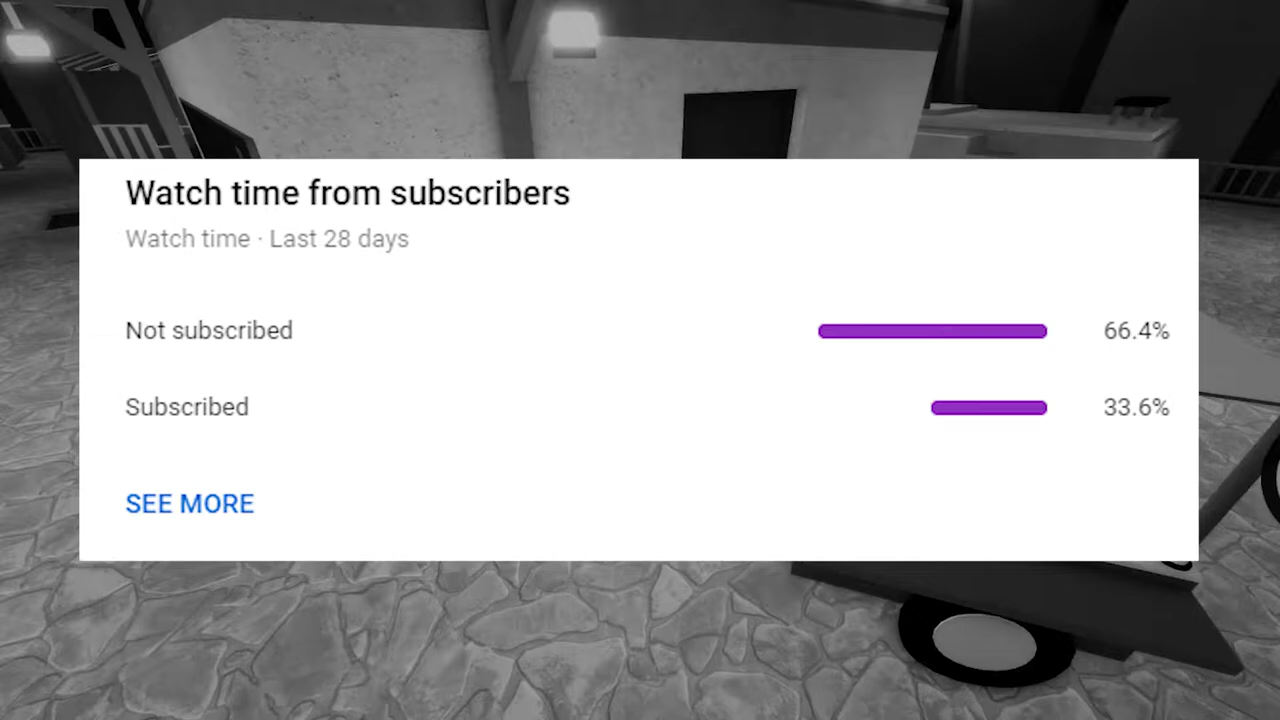 Watch time from subscribers
Watch time · Last 28 days
Not subscribed 66.4%
Subscribed 33.6%
SEE MORE